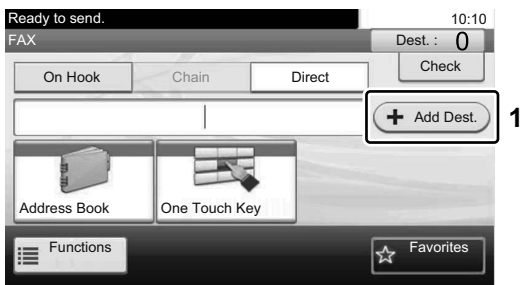 Ready to send.
10:10
FAX
Dest. : 0
Check
On Hook
Chain
Direct
+ Add Dest.
1
Address Book
One Touch Key
Functions
Favorites